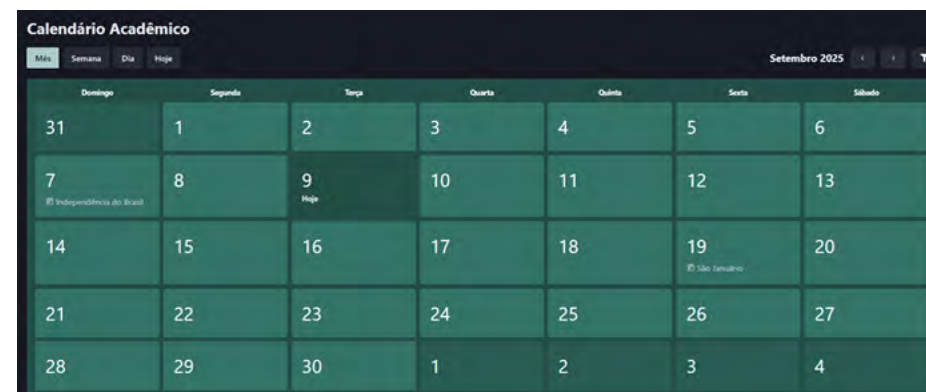 Calendário Acadêmico
Mês Semana Dia Hoje Setembro 2025 ‹ ›
Domingo Segunda Terça Quarta Quinta Sexta Sábado
31 1 2 3 4 5 6
7 8 9 10 11 12 13
Independência do Brasil Hoje
14 15 16 17 18 19 20
São Januário
21 22 23 24 25 26 27
28 29 30 1 2 3 4